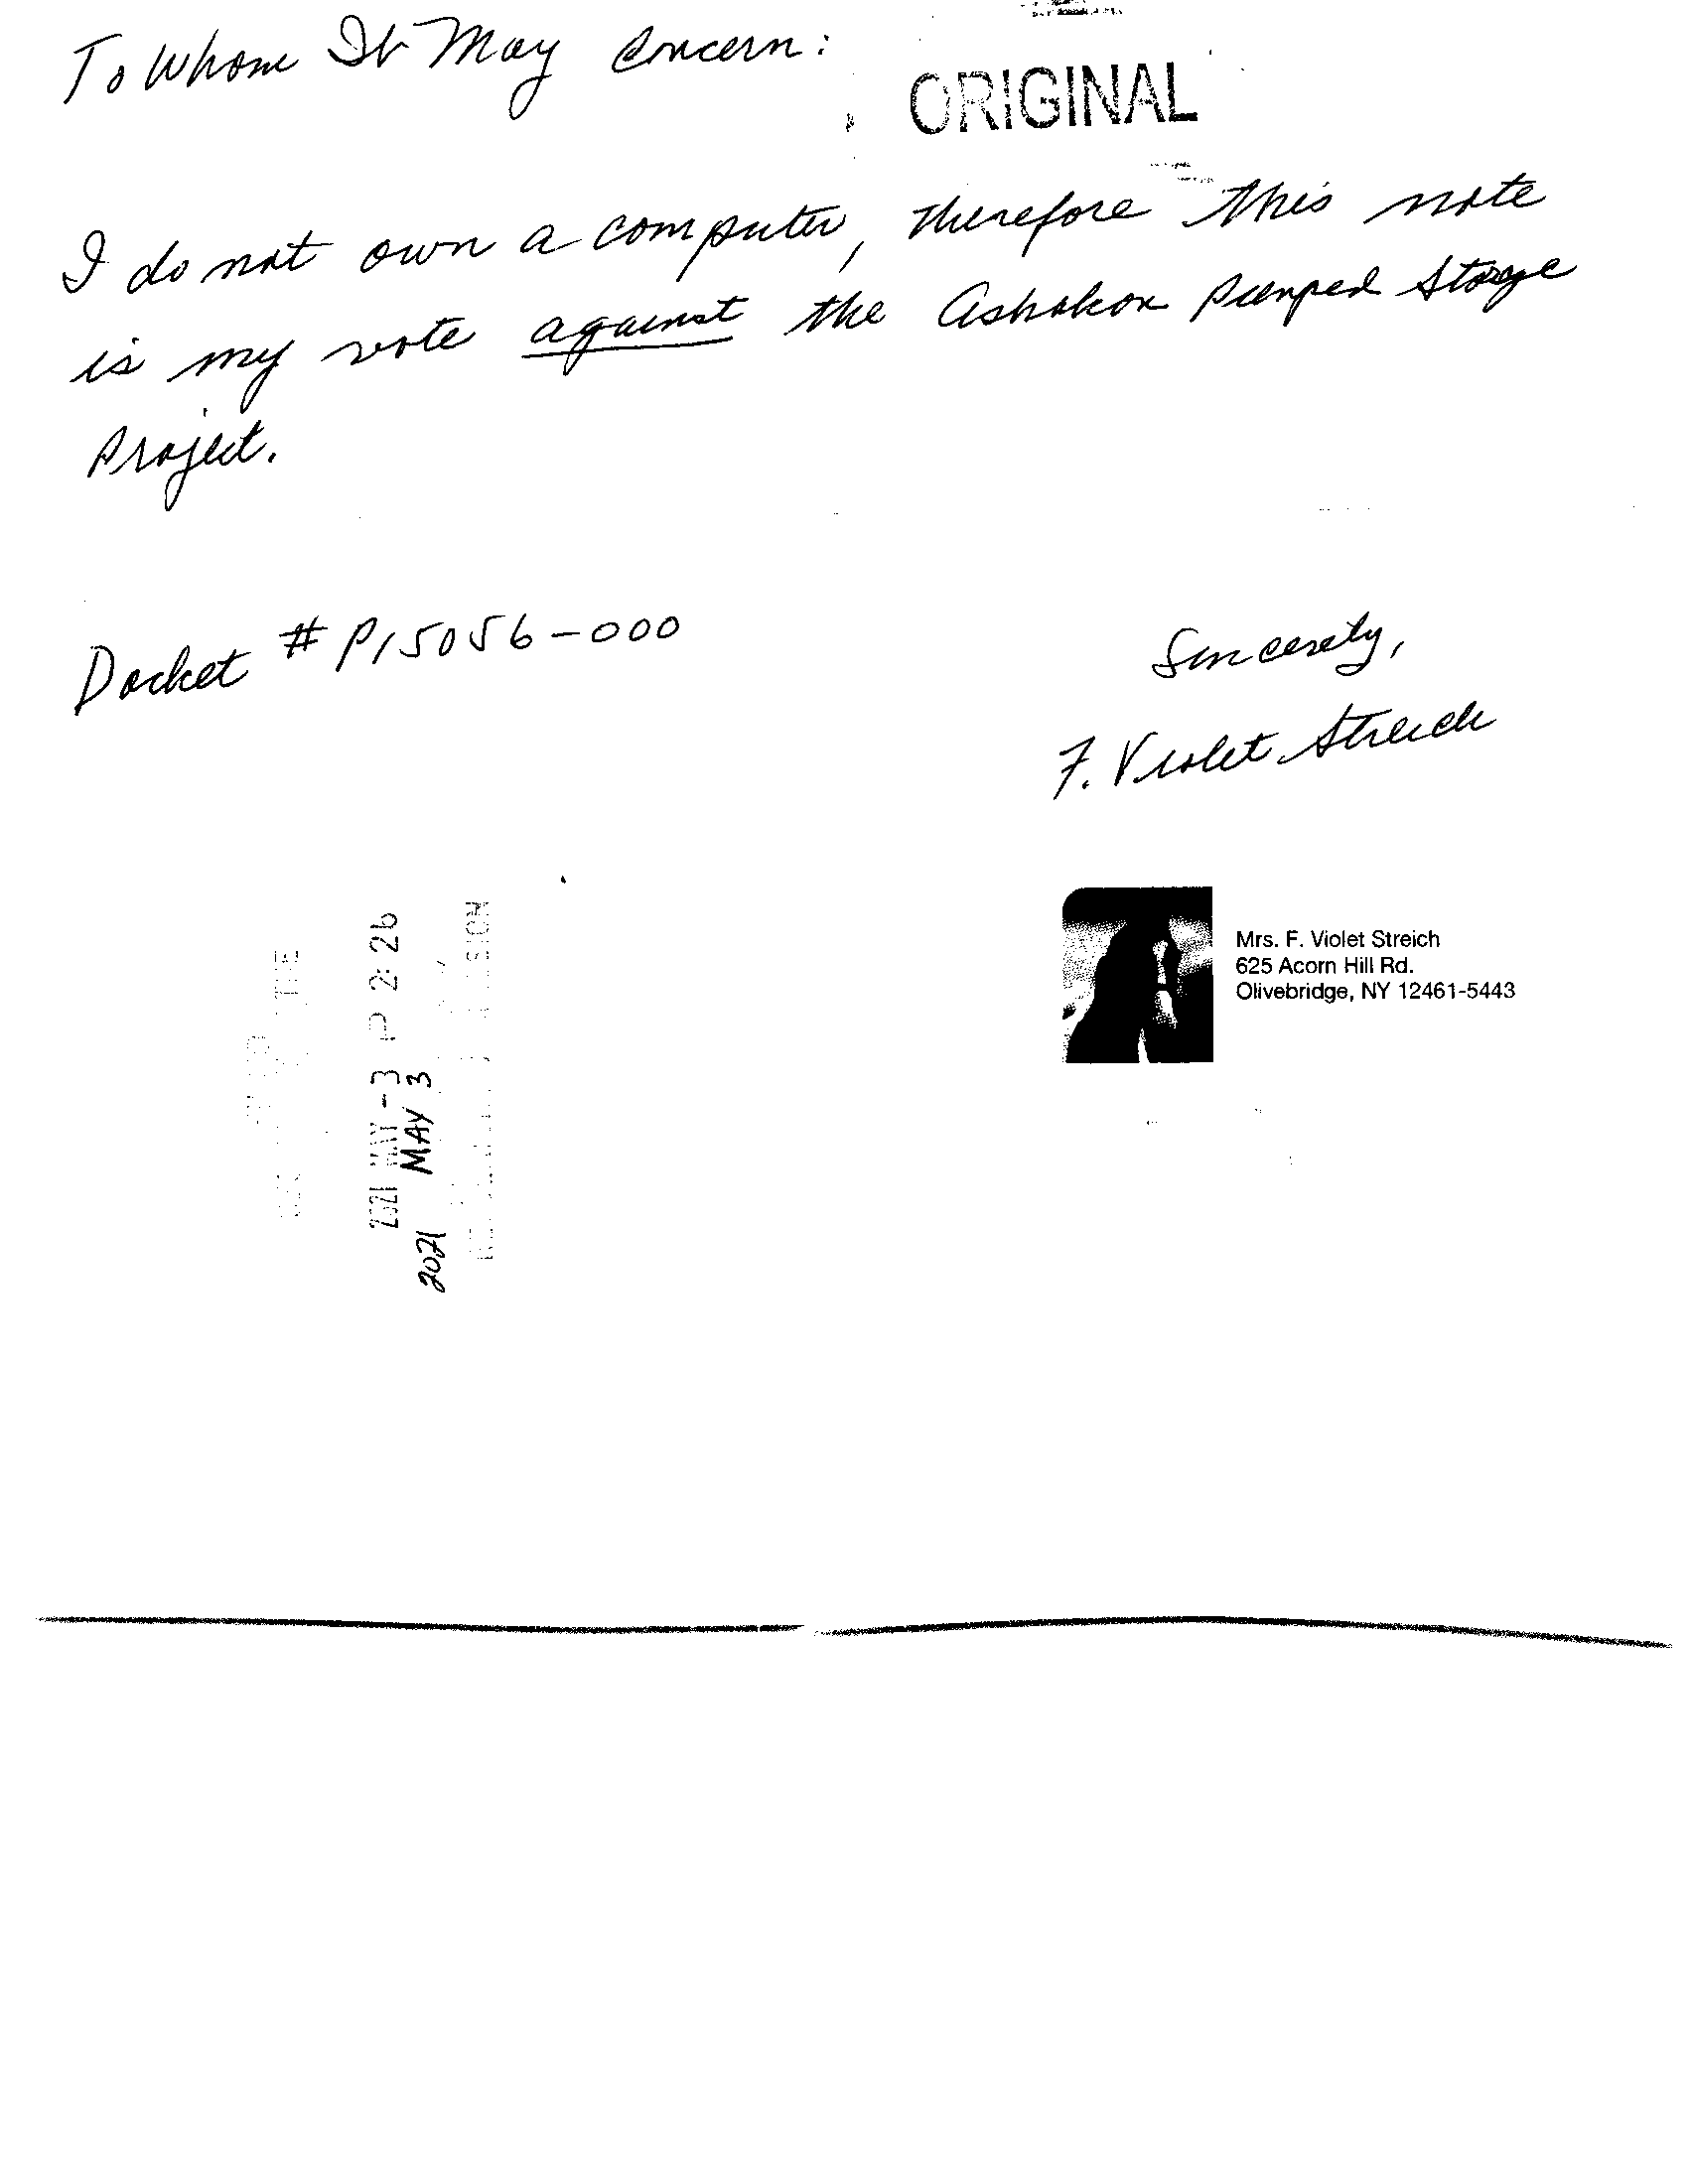 To Whom It May Concern:
ORIGINAL
I do not own a computer, therefore this note
is my vote against the Ashokan Pumped Storage
Project.
Docket # P15056-000
Sincerely,
F. Violet Streich
Mrs. F. Violet Streich
625 Acorn Hill Rd.
Olivebridge, NY 12461-5443
THE
2021 MAY -3 P 2:26
2021 MAY 3